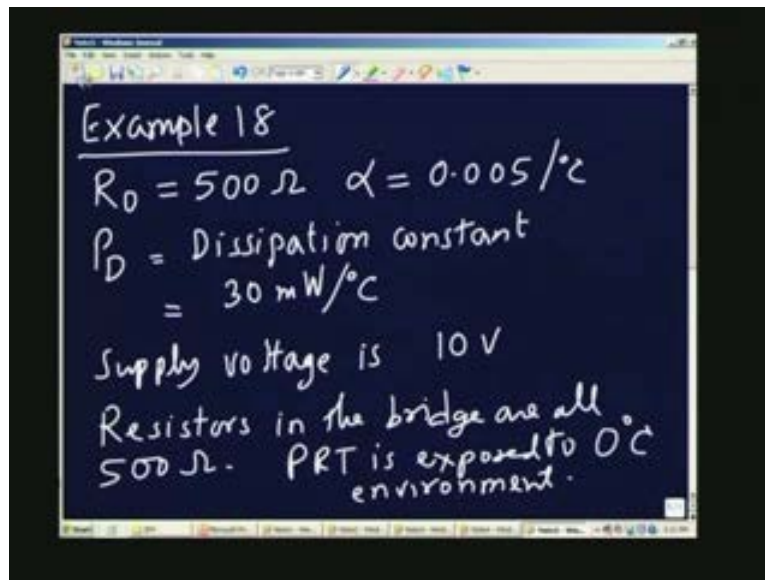 Example 18
R₀ = 500 Ω α = 0.005/°C
P_D = Dissipation constant
= 30 mW/°C
Supply voltage is 10 V
Resistors in the bridge are all
500 Ω. PRT is exposed to 0°C
environment.